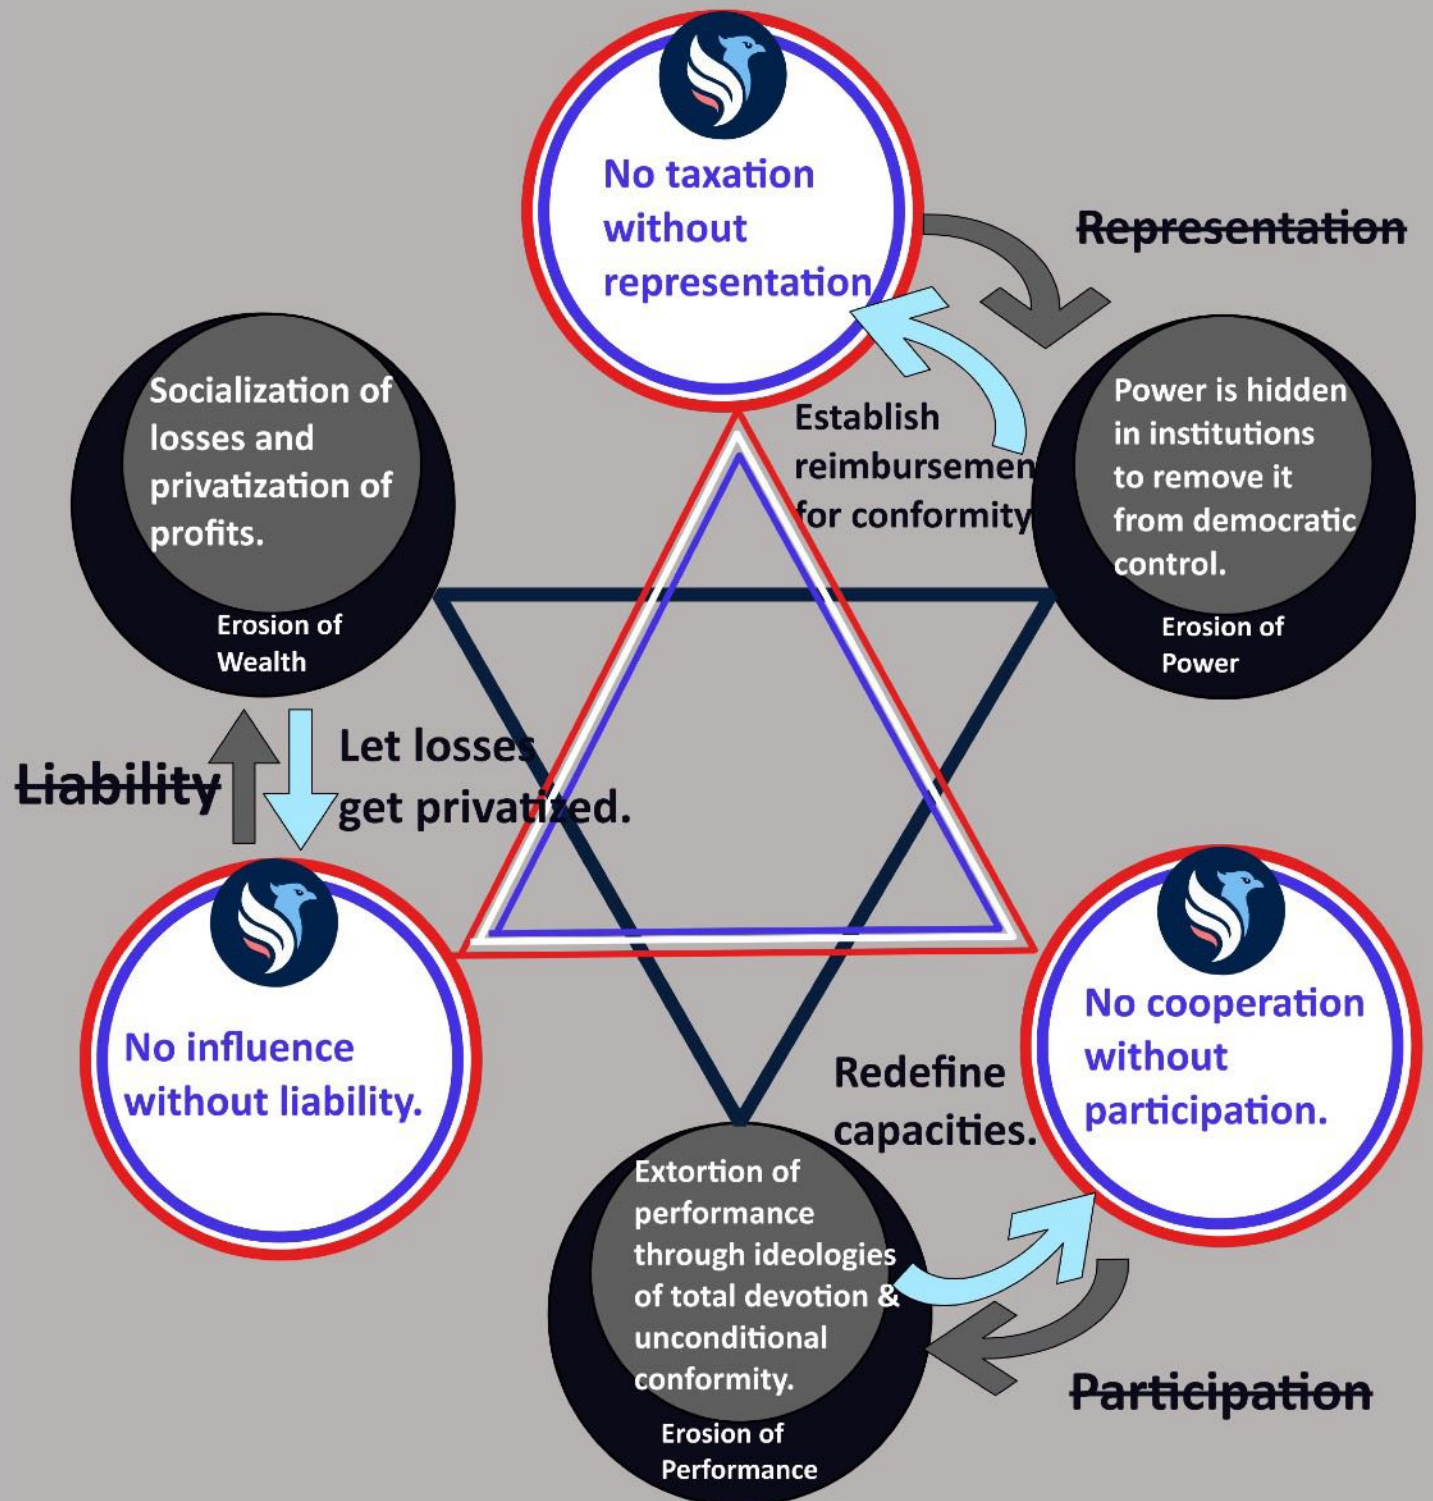 No taxation
without
representation
Representation
Establish
reimbursemen
for conformity
Power is hidden
in institutions
to remove it
from democratic
control.
Erosion of
Power
Socialization of
losses and
privatization of
profits.
Erosion of
Wealth
Liability
Let losses
get privatized.
No influence
without liability.
No cooperation
without
participation.
Redefine
capacities.
Extortion of
performance
through ideologies
of total devotion &
unconditional
conformity.
Erosion of
Performance
Participation